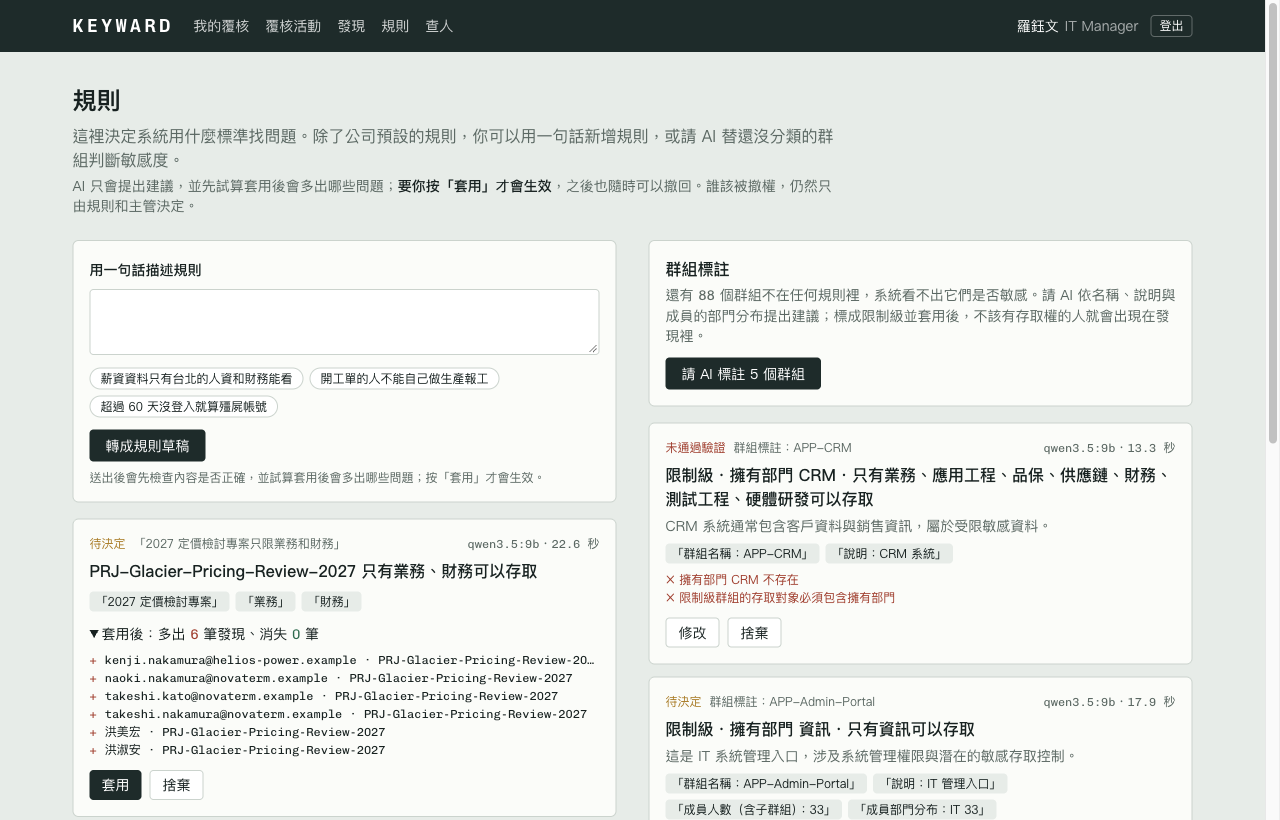 KEYWARD 我的覆核 覆核活動 發現 規則 查人 羅鈺文 IT Manager 登出
規則
這裡決定系統用什麼標準找問題。除了公司預設的規則，你可以用一句話新增規則，或請 AI 替還沒分類的群
組判斷敏感度。
AI 只會提出建議，並先試算套用後會多出哪些問題；要你按「套用」才會生效，之後也隨時可以撤回。誰該被撤權，仍然只
由規則和主管決定。
用一句話描述規則
薪資資料只有台北的人資和財務能看 開工單的人不能自己做生產報工
超過 60 天沒登入就算殭屍帳號
轉成規則草稿
送出後會先檢查內容是否正確，並試算套用後會多出哪些問題；按「套用」才會生效。
待決定 「2027 定價檢討專案只限業務和財務」 qwen3.5:9b · 22.6 秒
PRJ-Glacier-Pricing-Review-2027 只有業務、財務可以存取
「2027 定價檢討專案」 「業務」 「財務」
▼套用後：多出 6 筆發現、消失 0 筆
+ kenji.nakamura@helios-power.example · PRJ-Glacier-Pricing-Review-20…
+ naoki.nakamura@novaterm.example · PRJ-Glacier-Pricing-Review-2027
+ takeshi.kato@novaterm.example · PRJ-Glacier-Pricing-Review-2027
+ takeshi.nakamura@novaterm.example · PRJ-Glacier-Pricing-Review-2027
+ 洪美宏 · PRJ-Glacier-Pricing-Review-2027
+ 洪淑安 · PRJ-Glacier-Pricing-Review-2027
套用 捨棄
群組標註
還有 88 個群組不在任何規則裡，系統看不出它們是否敏感。請 AI 依名稱、說明與
成員的部門分布提出建議；標成限制級並套用後，不該有存取權的人就會出現在發
現裡。
請 AI 標註 5 個群組
未通過驗證 群組標註：APP-CRM qwen3.5:9b · 13.3 秒
限制級 · 擁有部門 CRM · 只有業務、應用工程、品保、供應鏈、財務、
測試工程、硬體研發可以存取
CRM 系統通常包含客戶資料與銷售資訊，屬於受限敏感資料。
「群組名稱：APP-CRM」 「說明：CRM 系統」
× 擁有部門 CRM 不存在
× 限制級群組的存取對象必須包含擁有部門
修改 捨棄
待決定 群組標註：APP-Admin-Portal qwen3.5:9b · 17.9 秒
限制級 · 擁有部門 資訊 · 只有資訊可以存取
這是 IT 系統管理入口，涉及系統管理權限與潛在的敏感存取控制。
「群組名稱：APP-Admin-Portal」 「說明：IT 管理入口」
「成員人數（含子群組）：33」 「成員部門分布：IT 33」